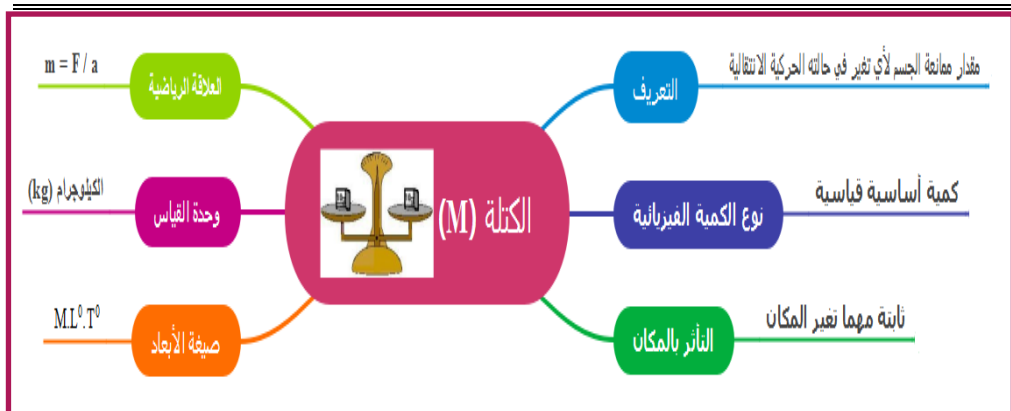 الكتلة (M)
التعريف
مقدار ممانعة الجسم لأي تغير في حالته الحركية الانتقالية
نوع الكمية الفيزيائية
كمية أساسية قياسية
التأثر بالمكان
ثابتة مهما تغير المكان
العلاقة الرياضية
m = F / a
وحدة القياس
الكيلوجرام (kg)
صيغة الأبعاد
M.L⁰.T⁰